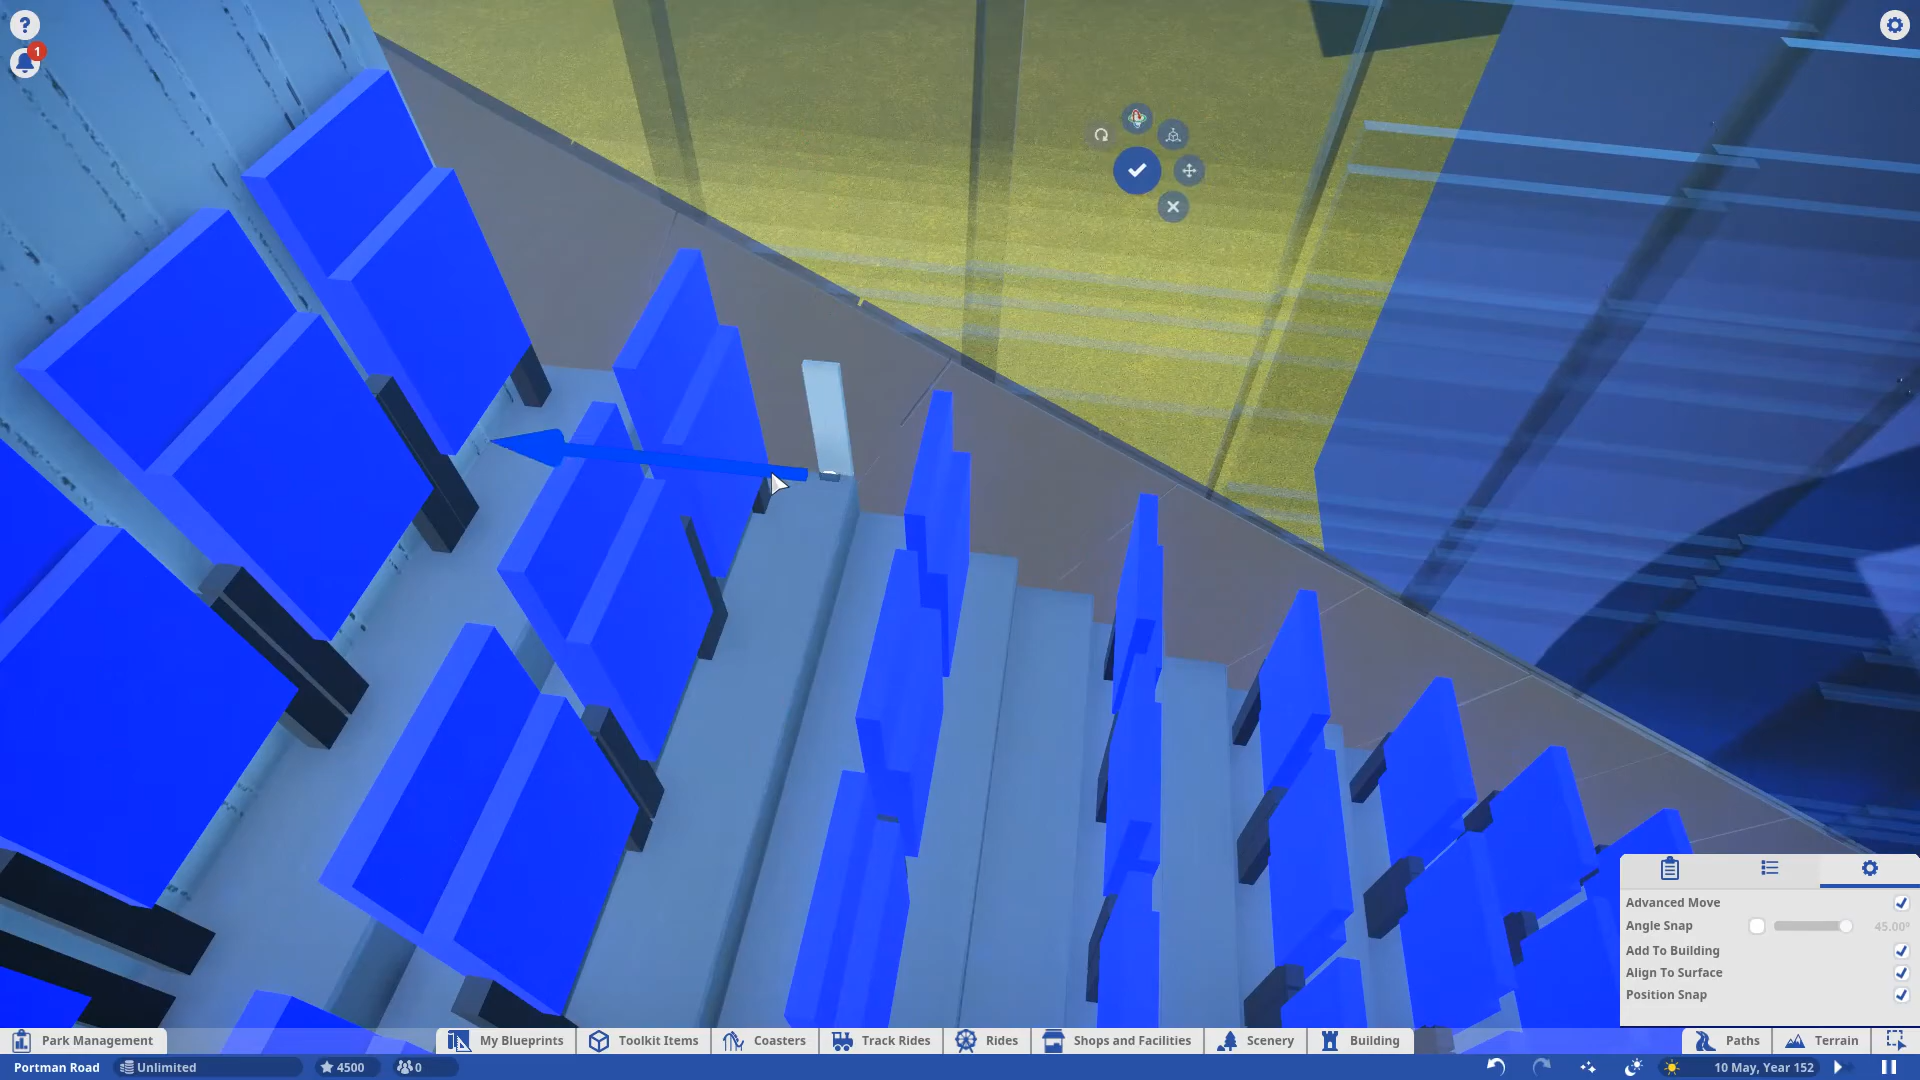 ?
1
Advanced Move
Angle Snap 45.00°
Add To Building
Align To Surface
Position Snap
Park Management My Blueprints Toolkit Items Coasters Track Rides Rides Shops and Facilities Scenery Building Paths Terrain
Portman Road Unlimited 4500 0 10 May, Year 152